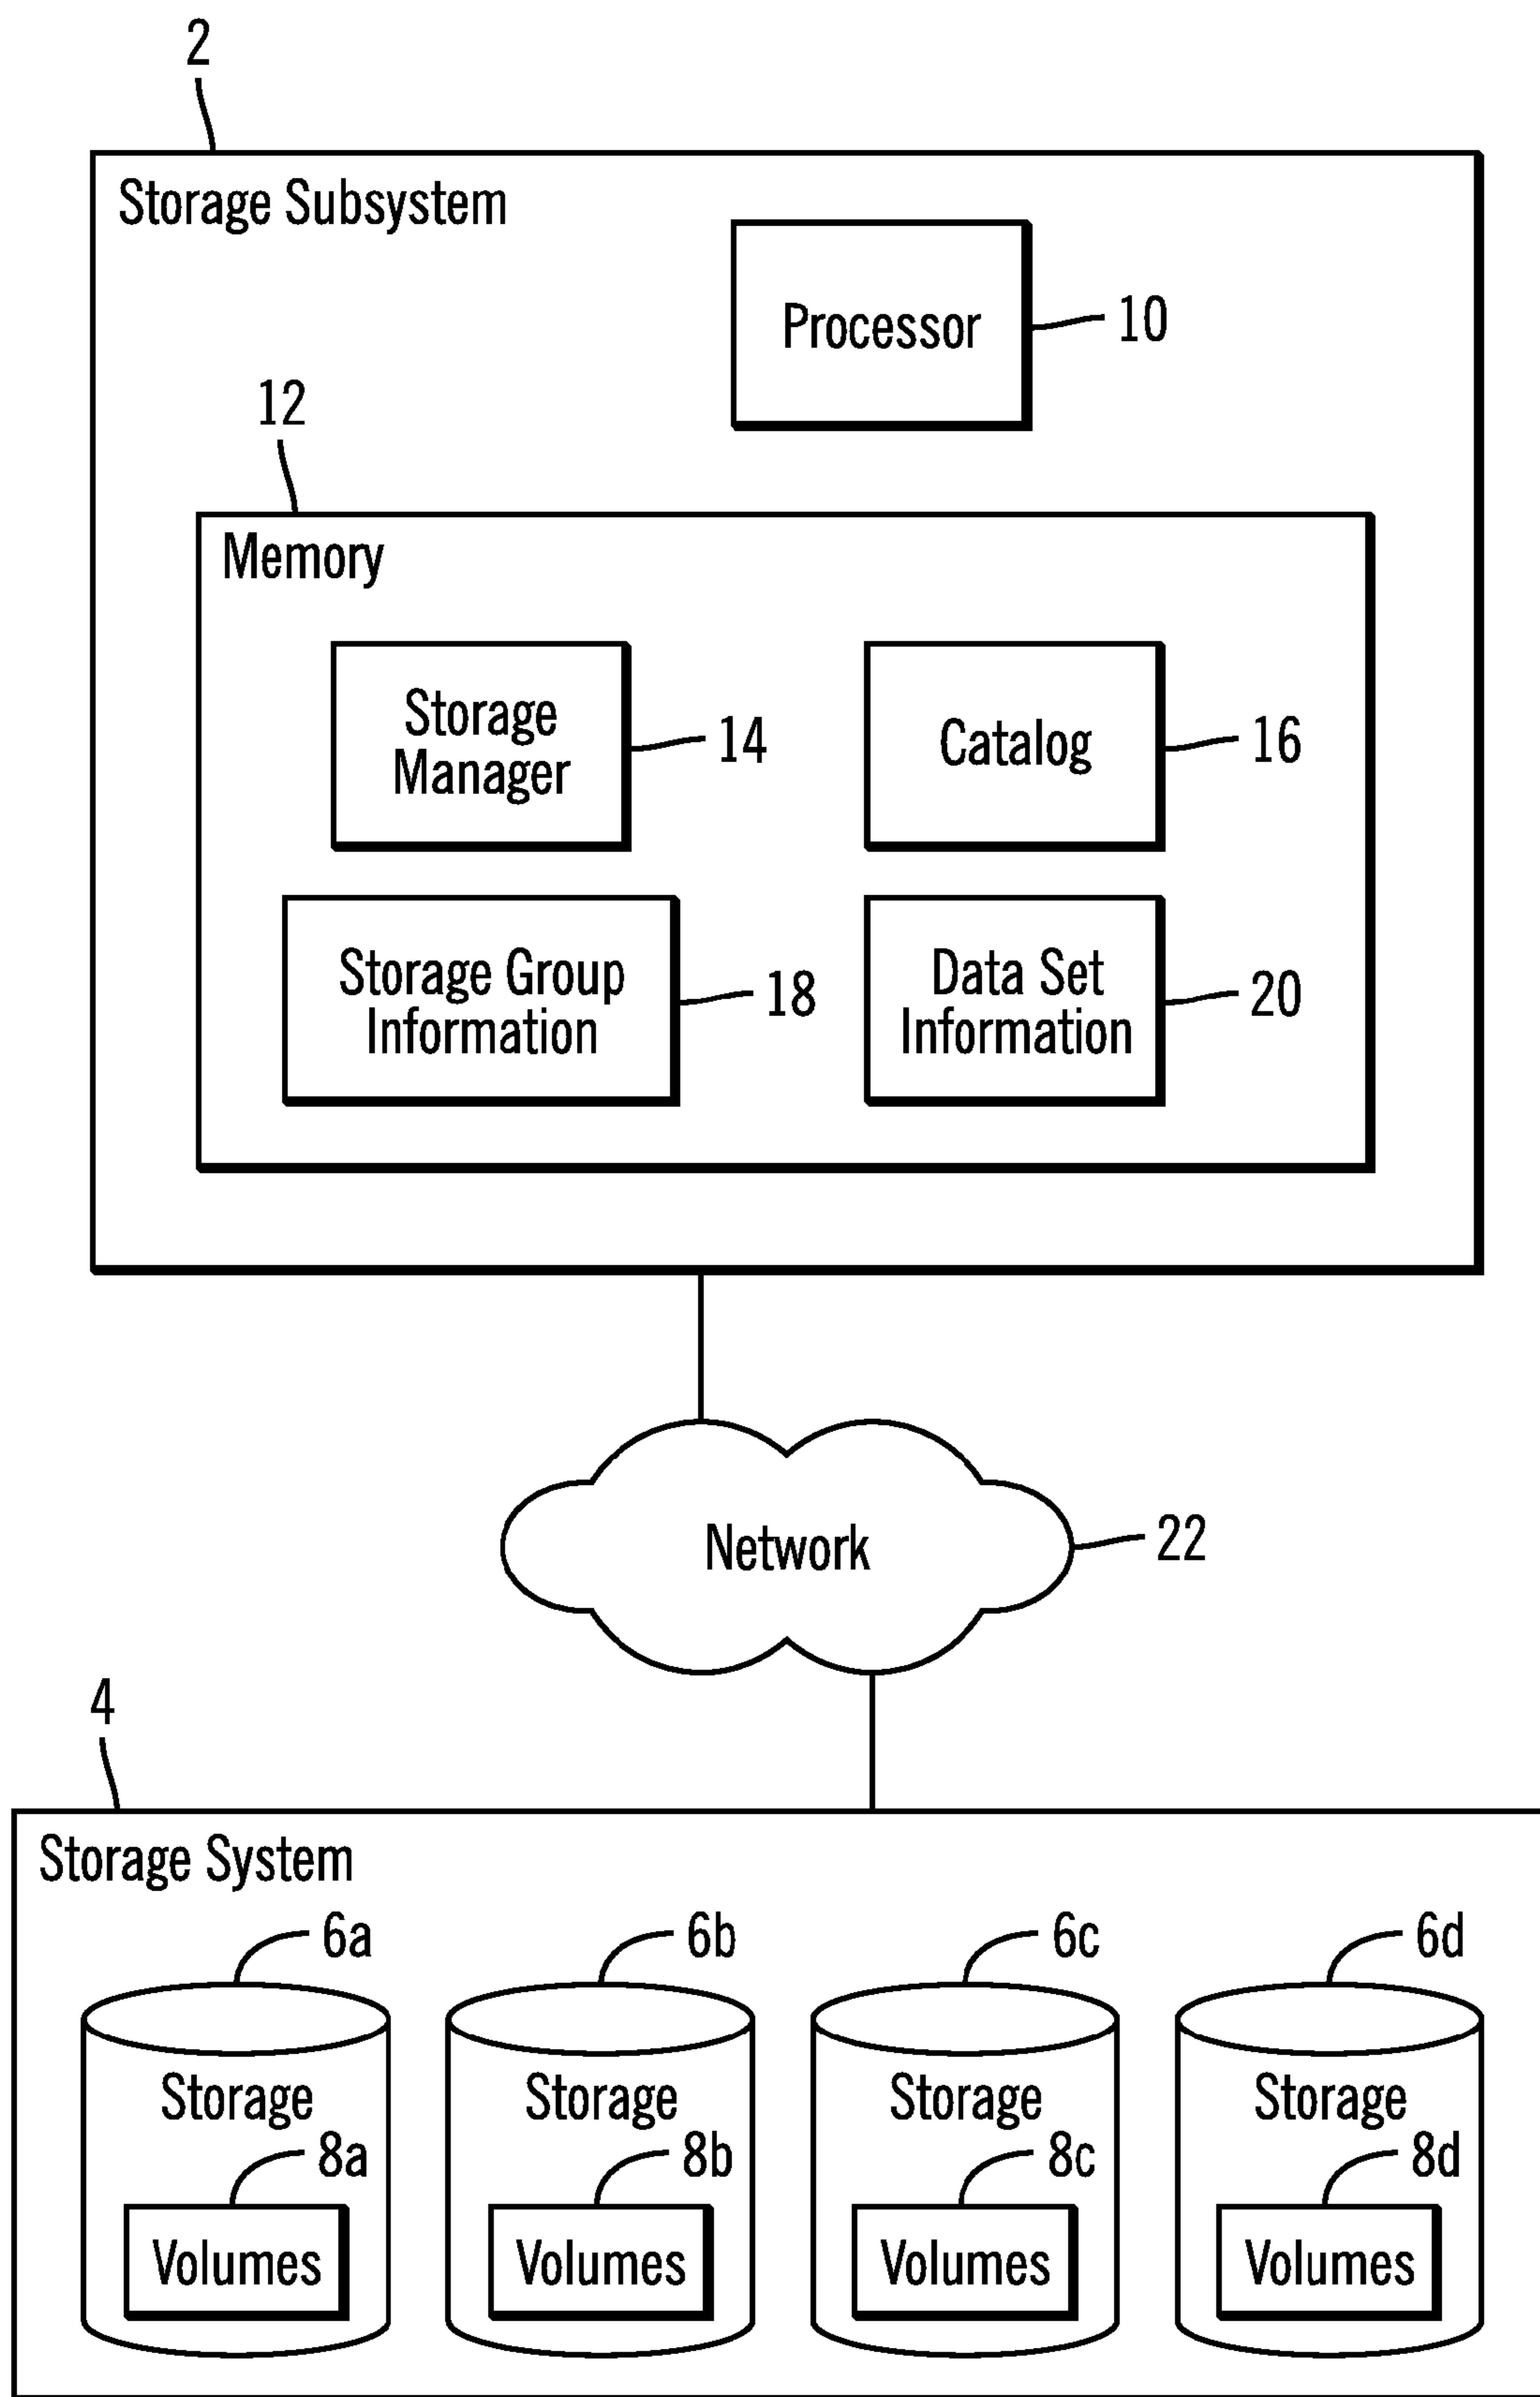 2
Storage Subsystem
Processor
10
12
Memory
Storage
Manager
14
Catalog
16
Storage Group
Information
18
Data Set
Information
20
Network
22
4
Storage System
6a
6b
6c
6d
Storage
Storage
Storage
Storage
8a
8b
8c
8d
Volumes
Volumes
Volumes
Volumes